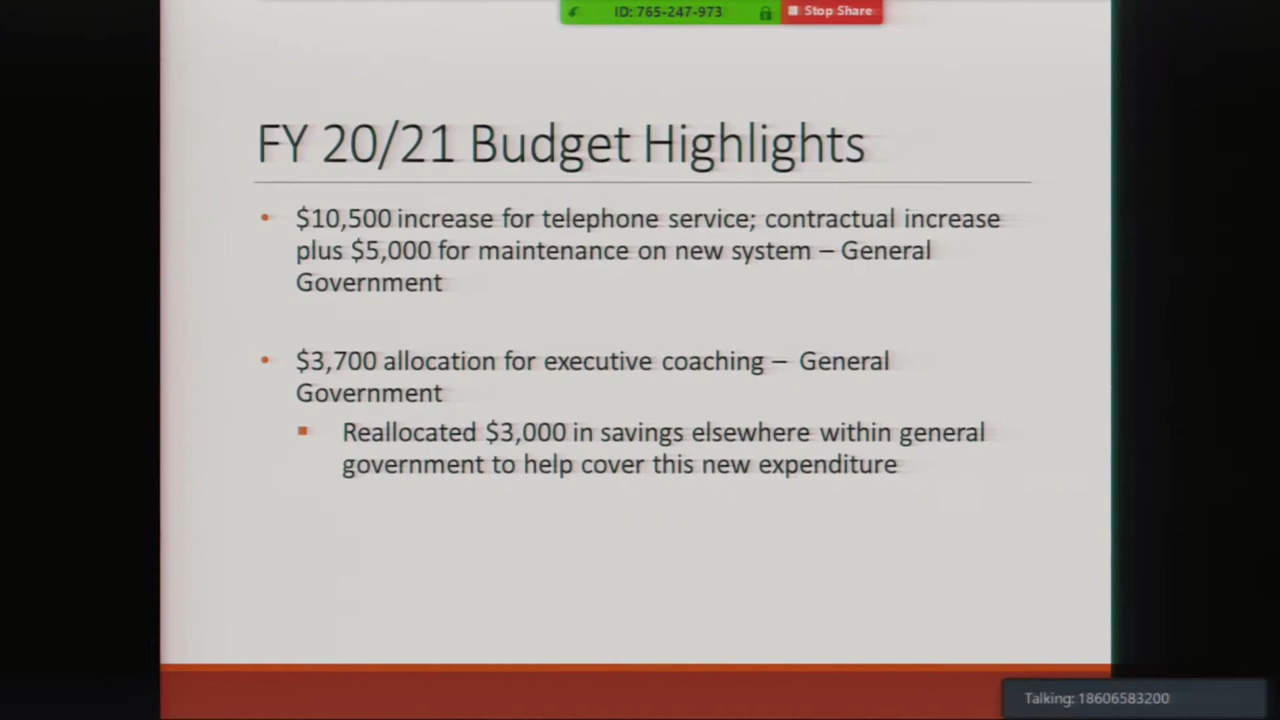 ID: 765-247-973
Stop Share
FY 20/21 Budget Highlights
• $10,500 increase for telephone service; contractual increase
plus $5,000 for maintenance on new system – General
Government
• $3,700 allocation for executive coaching – General
Government
▪ Reallocated $3,000 in savings elsewhere within general
government to help cover this new expenditure
Talking: 18606583200